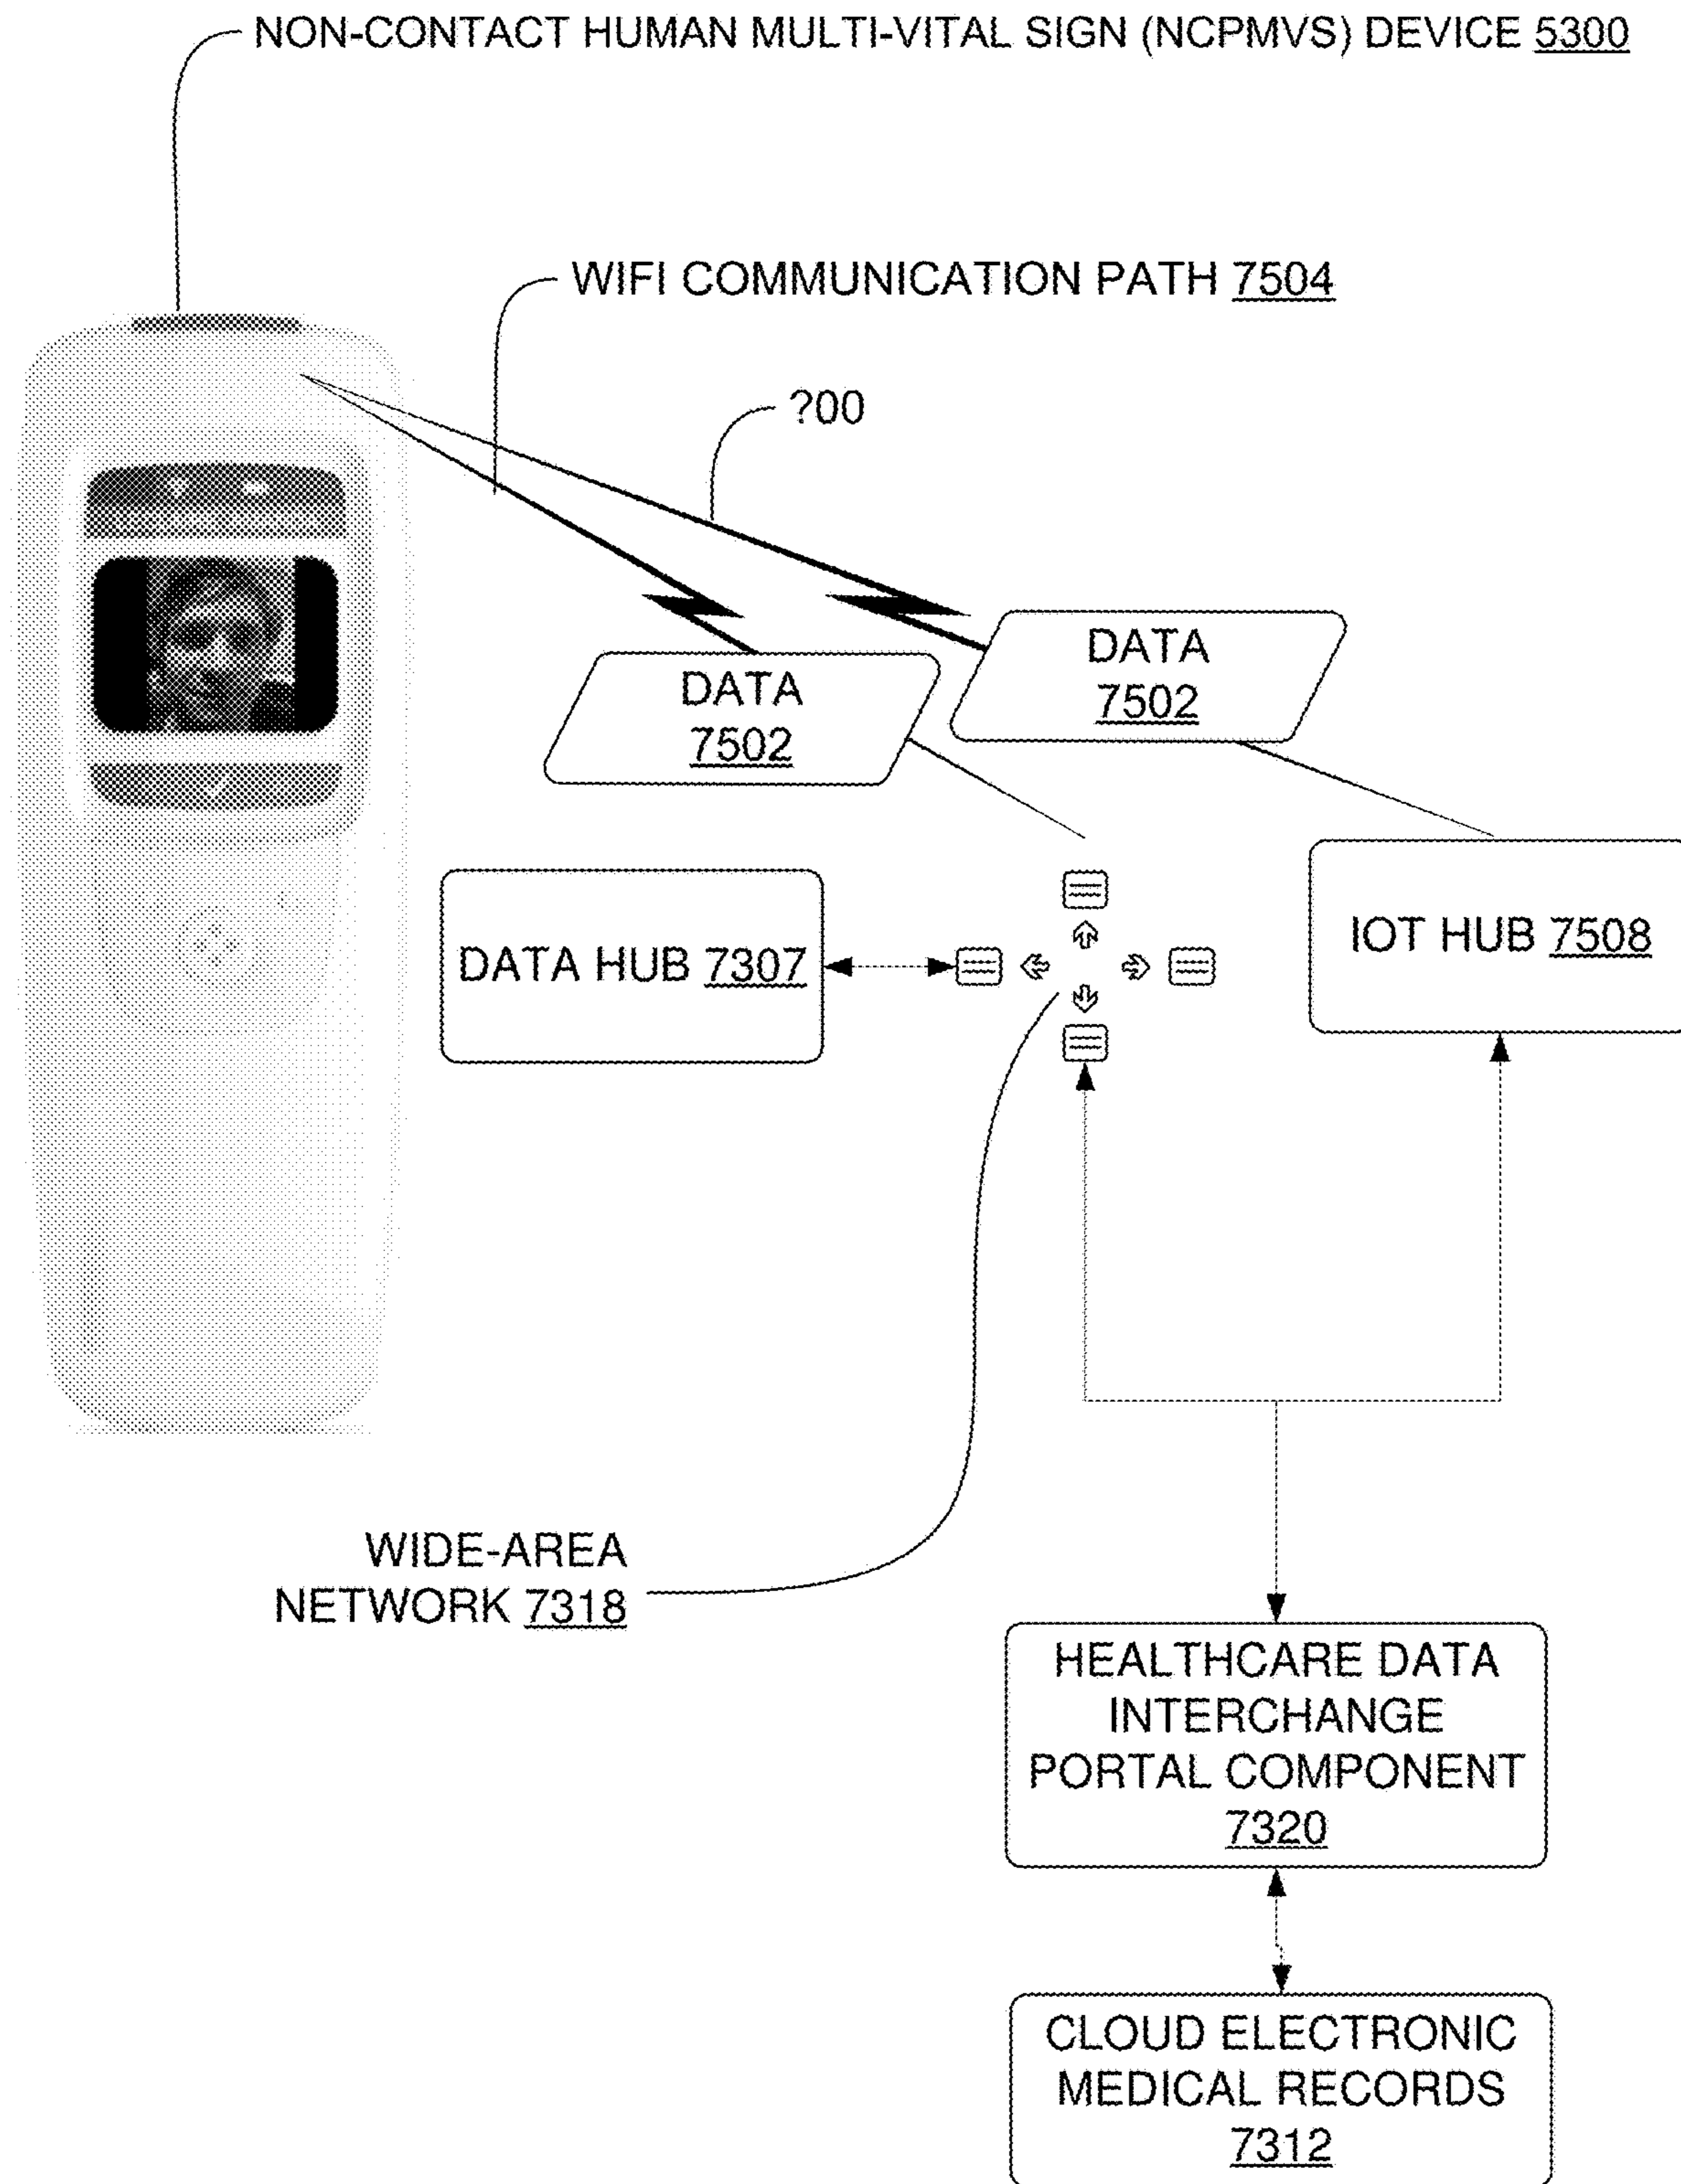 NON-CONTACT HUMAN MULTI-VITAL SIGN (NCPMVS) DEVICE 5300
WIFI COMMUNICATION PATH 7504
?00
DATA
7502
DATA
7502
DATA HUB 7307
IOT HUB 7508
WIDE-AREA
NETWORK 7318
HEALTHCARE DATA
INTERCHANGE
PORTAL COMPONENT
7320
CLOUD ELECTRONIC
MEDICAL RECORDS
7312